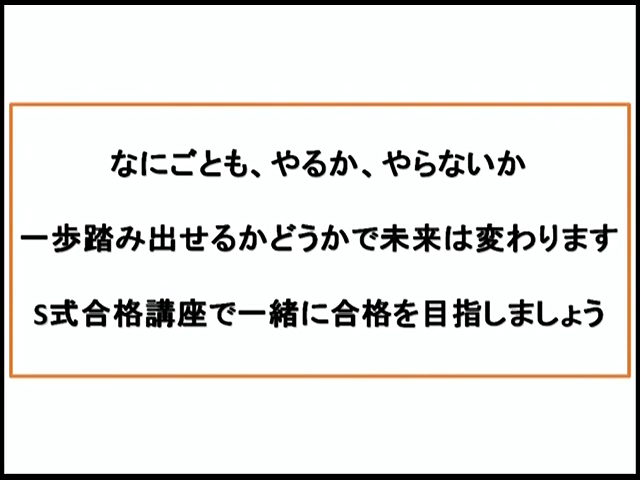 なにごとも、やるか、やらないか
一歩踏み出せるかどうかで未来は変わります
S式合格講座で一緒に合格を目指しましょう